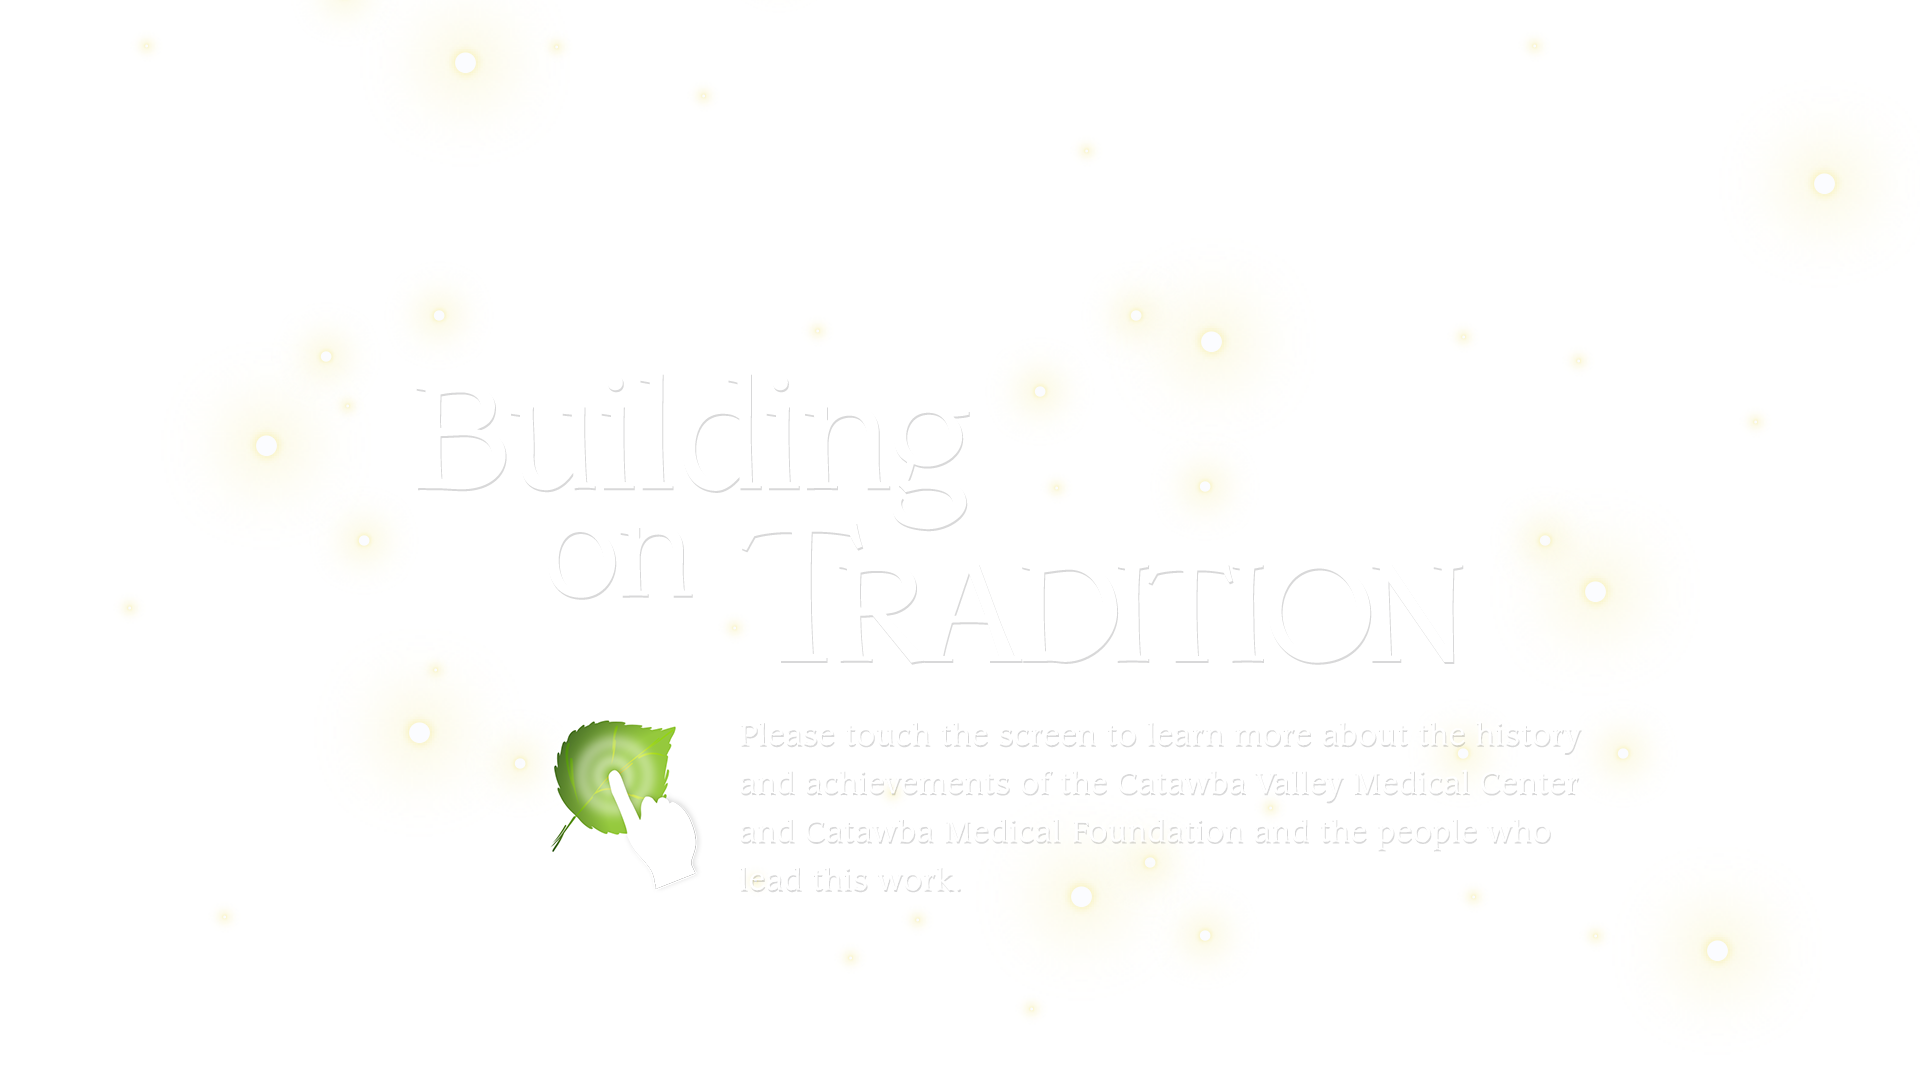 Building
on TRADITION
Please touch the screen to learn more about the history
and achievements of the Catawba Valley Medical Center
and Catawba Medical Foundation and the people who
lead this work.